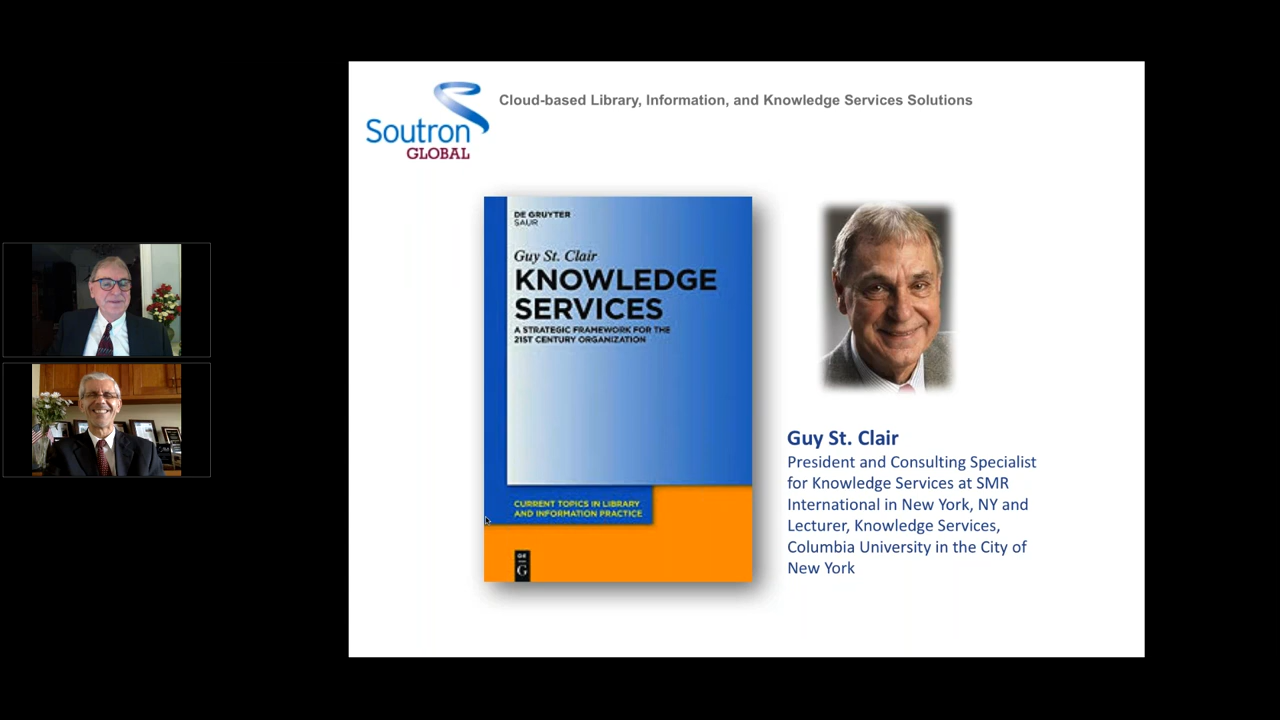 Soutron
GLOBAL
Cloud-based Library, Information, and Knowledge Services Solutions
DE GRUYTER
SAUR
Guy St. Clair
KNOWLEDGE
SERVICES
A STRATEGIC FRAMEWORK FOR THE
21ST CENTURY ORGANIZATION
CURRENT TOPICS IN LIBRARY
AND INFORMATION PRACTICE
DE
G
Guy St. Clair
President and Consulting Specialist
for Knowledge Services at SMR
International in New York, NY and
Lecturer, Knowledge Services,
Columbia University in the City of
New York